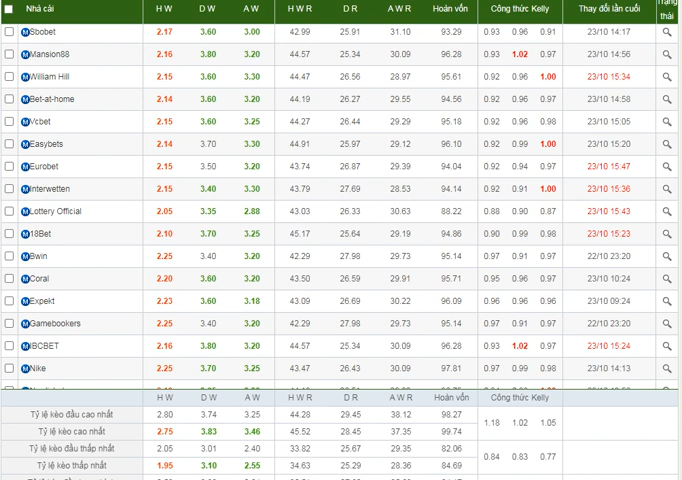 Nhà cái H W D W A W H W R D R A W R Hoàn vốn Công thức Kelly Thay đổi lần cuối Trạng thái
Sbobet 2.17 3.60 3.00 42.99 25.91 31.10 93.29 0.93 0.96 0.91 23/10 14:17
Mansion88 2.16 3.80 3.20 44.57 25.34 30.09 96.28 0.93 1.02 0.97 23/10 14:56
William Hill 2.15 3.60 3.30 44.47 26.56 28.97 95.61 0.92 0.96 1.00 23/10 15:34
Bet-at-home 2.14 3.60 3.20 44.19 26.27 29.55 94.56 0.92 0.96 0.97 23/10 14:58
Vcbet 2.15 3.60 3.25 44.27 26.44 29.29 95.18 0.92 0.96 0.98 23/10 15:05
Easybets 2.14 3.70 3.30 44.91 25.97 29.12 96.10 0.92 0.99 1.00 23/10 15:20
Eurobet 2.15 3.50 3.20 43.74 26.87 29.39 94.04 0.92 0.94 0.97 23/10 15:47
Interwetten 2.15 3.40 3.30 43.79 27.69 28.53 94.14 0.92 0.91 1.00 23/10 15:36
Lottery Official 2.05 3.35 2.88 43.03 26.33 30.63 88.22 0.88 0.90 0.87 23/10 15:43
18Bet 2.10 3.70 3.25 45.17 25.64 29.19 94.86 0.90 0.99 0.98 23/10 15:23
Bwin 2.25 3.40 3.20 42.29 27.98 29.73 95.14 0.97 0.91 0.97 22/10 23:20
Coral 2.20 3.60 3.20 43.50 26.59 29.91 95.71 0.95 0.96 0.97 23/10 10:24
Expekt 2.23 3.60 3.18 43.09 26.69 30.22 96.09 0.96 0.96 0.96 23/10 09:24
Gamebookers 2.25 3.40 3.20 42.29 27.98 29.73 95.14 0.97 0.91 0.97 22/10 23:20
IBCBET 2.16 3.80 3.20 44.57 25.34 30.09 96.28 0.93 1.02 0.97 23/10 15:24
Nike 2.25 3.70 3.25 43.47 26.43 30.09 97.81 0.97 0.99 0.98 23/10 14:13
H W D W A W H W R D R A W R Hoàn vốn Công thức Kelly
Tỷ lệ kèo đầu cao nhất 2.80 3.74 3.25 44.28 29.45 38.12 98.27 1.18 1.02 1.05
Tỷ lệ kèo cao nhất 2.75 3.83 3.46 45.52 28.45 37.35 99.74
Tỷ lệ kèo đầu thấp nhất 2.05 3.01 2.40 33.82 25.67 29.35 82.06 0.84 0.83 0.77
Tỷ lệ kèo thấp nhất 1.95 3.10 2.55 34.63 25.29 28.36 84.69